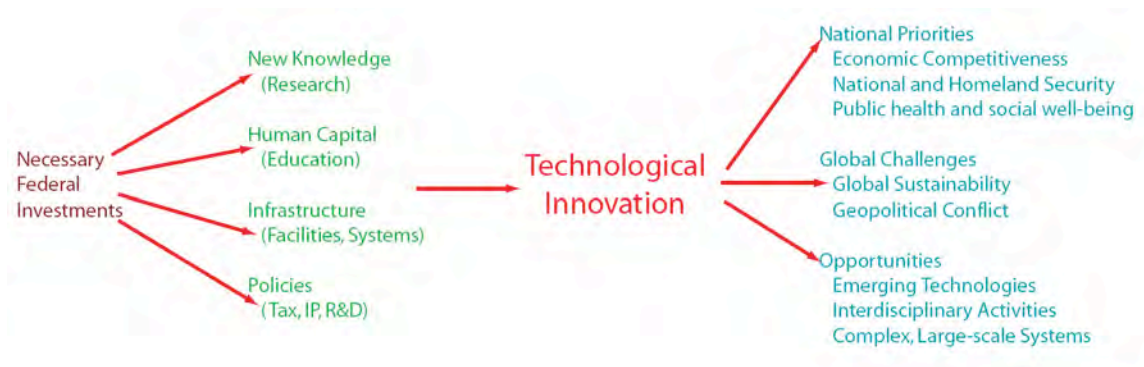 Necessary
Federal
Investments
New Knowledge
(Research)
Human Capital
(Education)
Infrastructure
(Facilities, Systems)
Policies
(Tax, IP, R&D)
Technological
Innovation
National Priorities
Economic Competitiveness
National and Homeland Security
Public health and social well-being
Global Challenges
Global Sustainability
Geopolitical Conflict
Opportunities
Emerging Technologies
Interdisciplinary Activities
Complex, Large-scale Systems